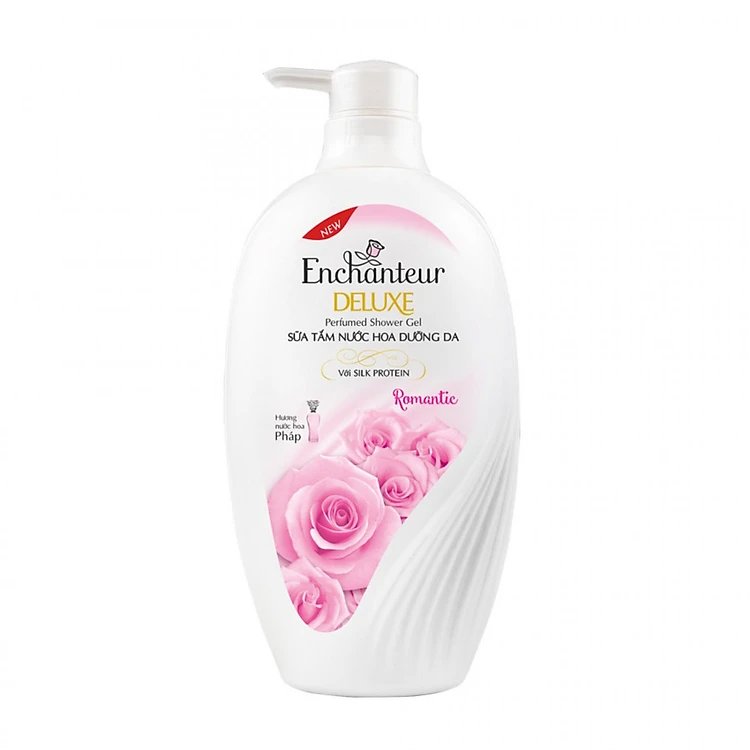 NEW
Enchanteur
DELUXE
Perfumed Shower Gel
SỮA TẮM NƯỚC HOA DƯỠNG DA
Với SILK PROTEIN
Romantic
Hương
nước hoa
Pháp